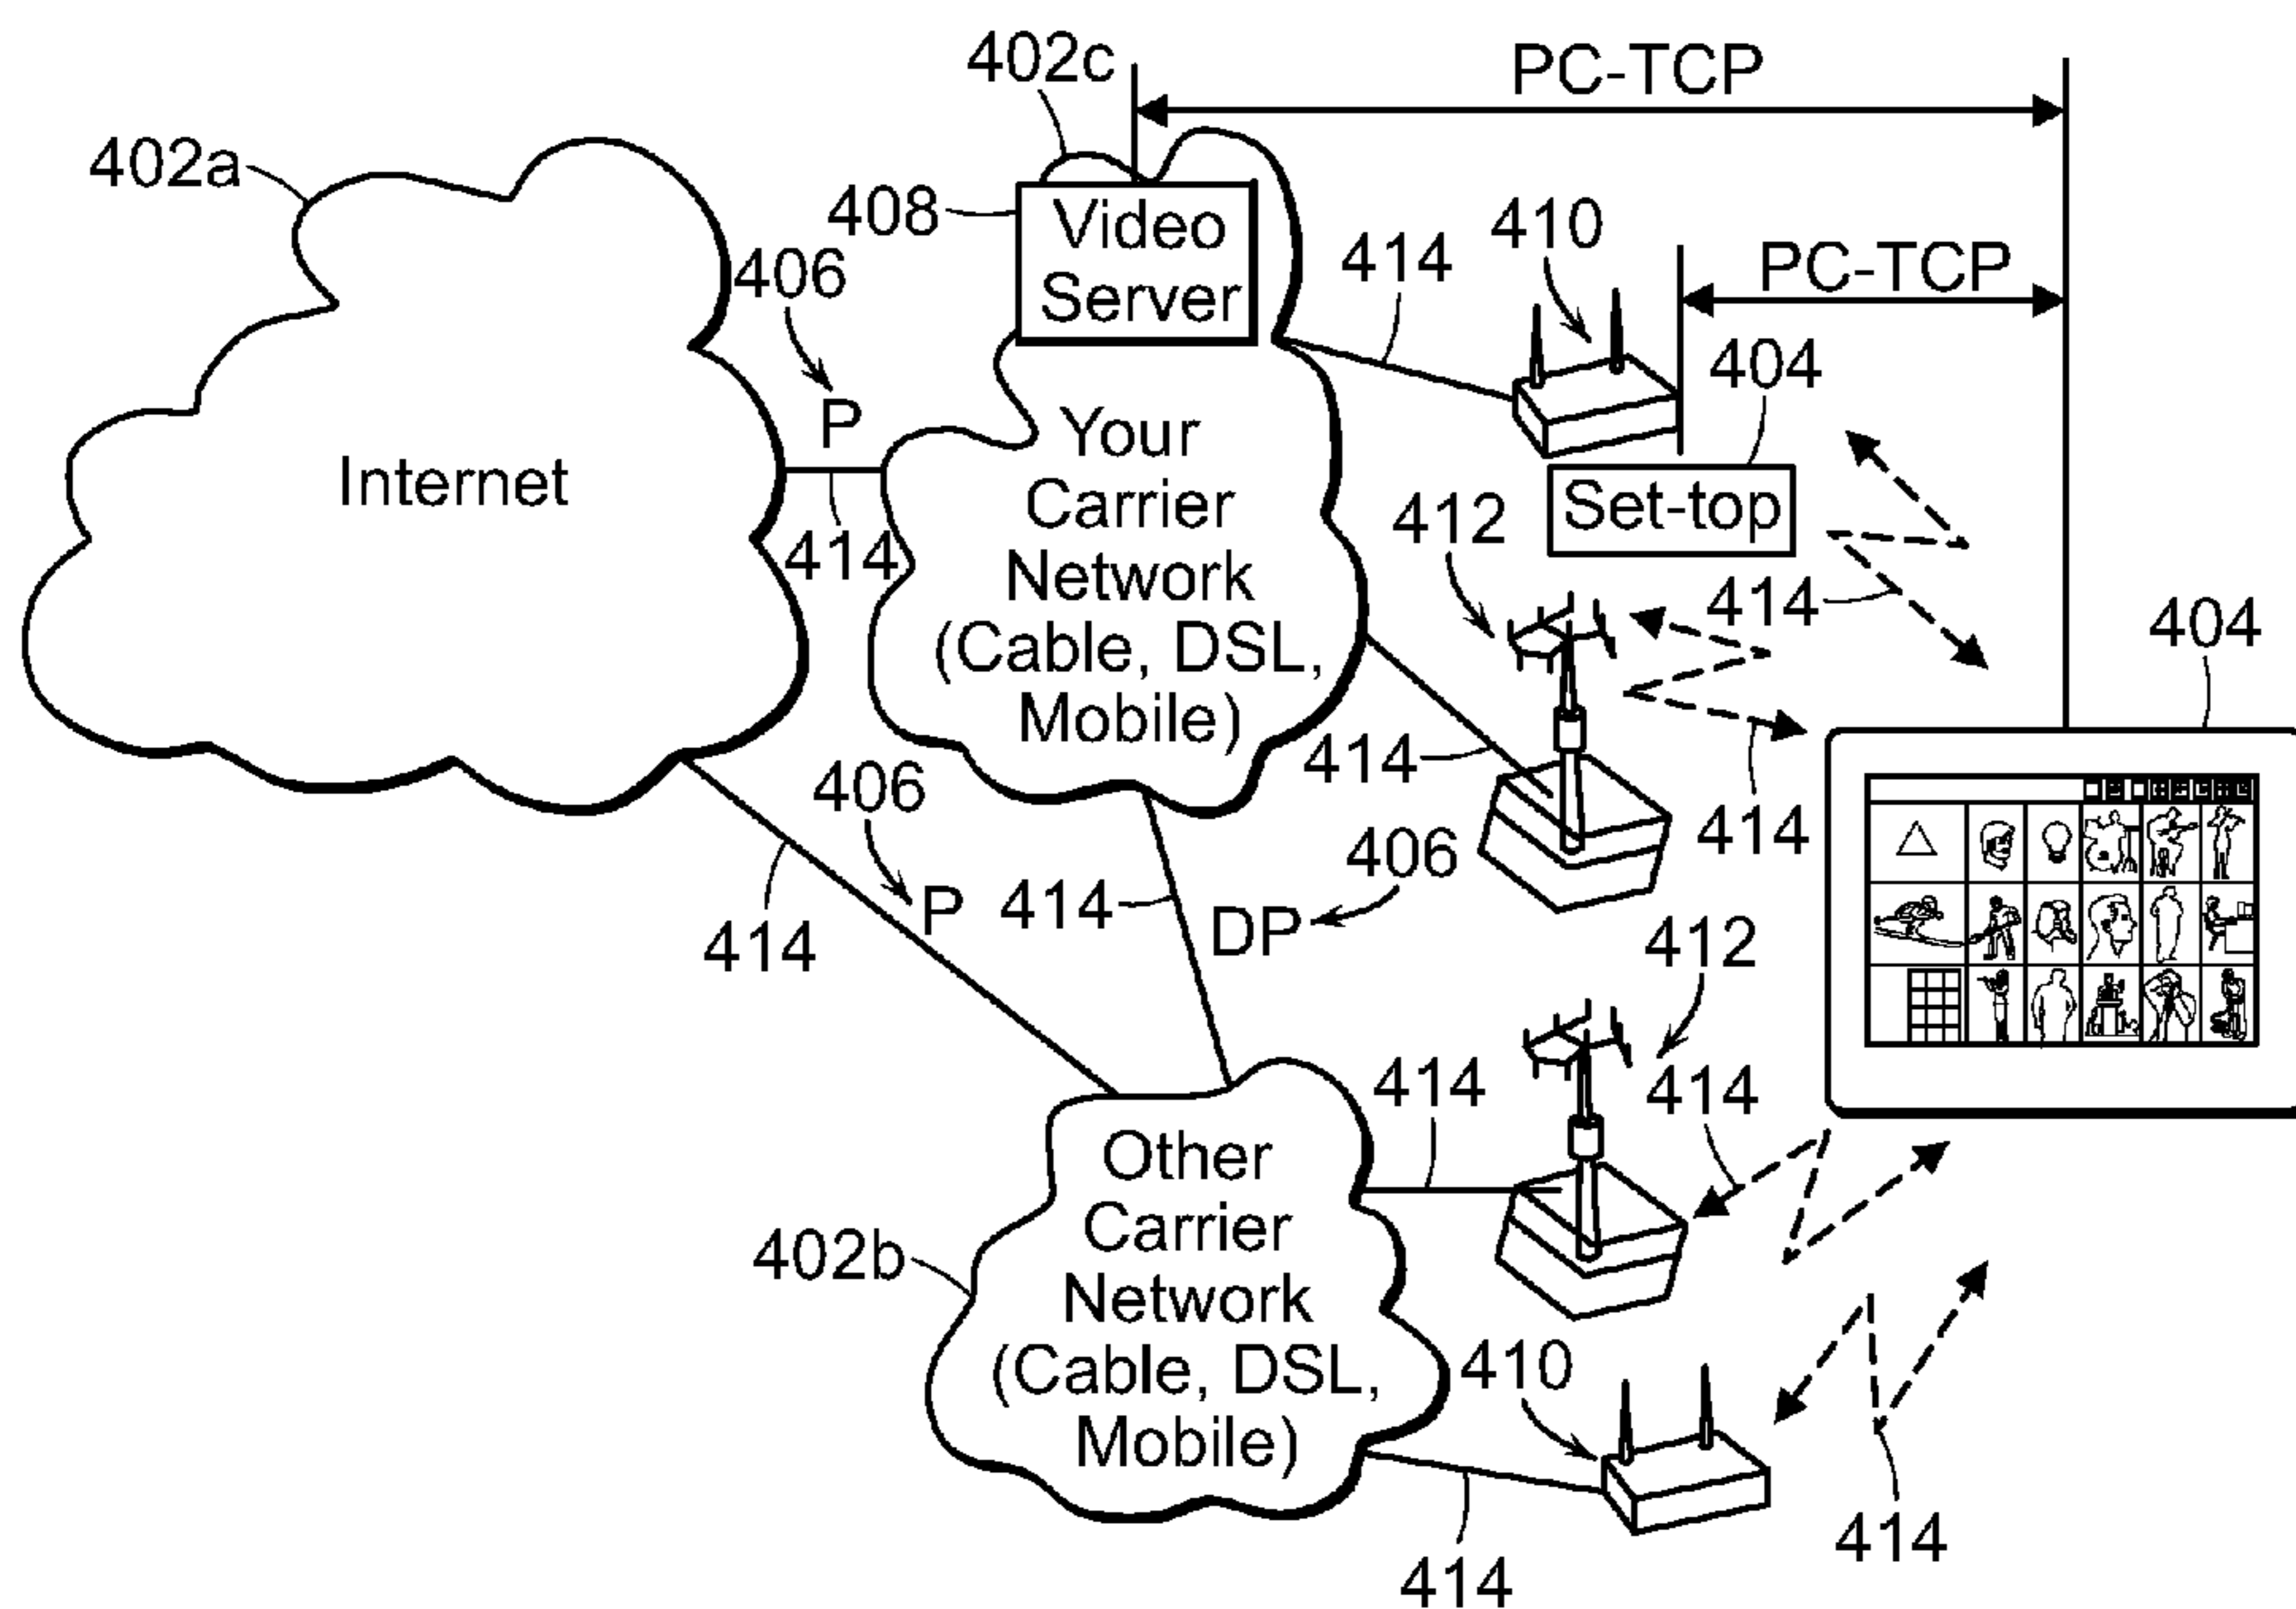 402c
PC-TCP
402a
408
Video
Server
406
414
410
PC-TCP
404
P
Your
Carrier
Network
(Cable, DSL,
Mobile)
Internet
414
Set-top
412
414
404
414
414
406
P
414
414
DP
406
412
414
414
Other
Carrier
Network
(Cable, DSL,
Mobile)
402b
410
414
414